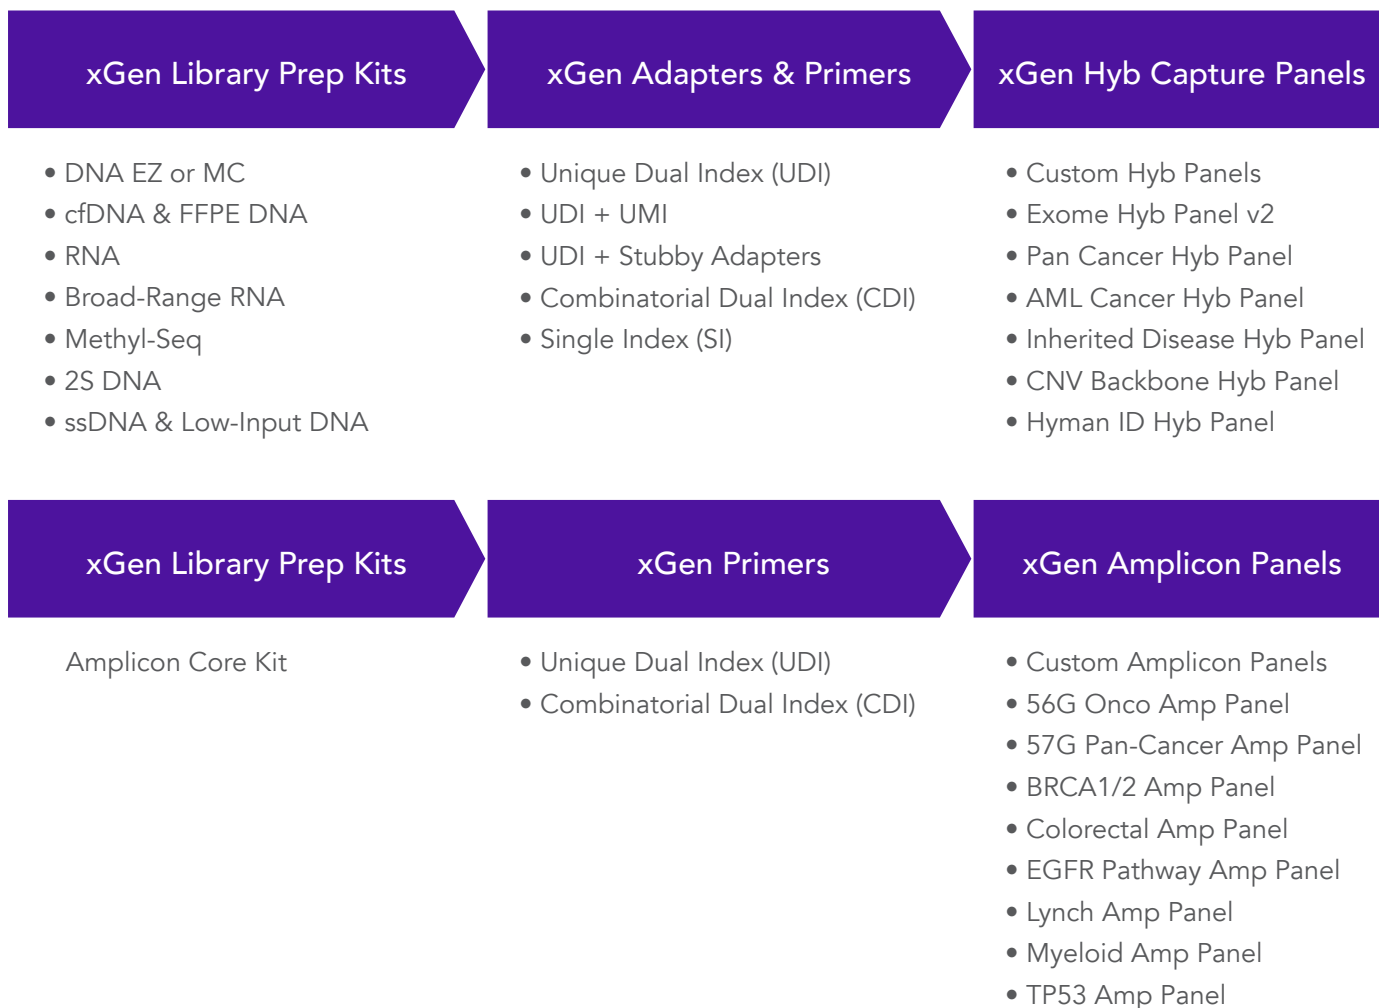 xGen Library Prep Kits
• DNA EZ or MC
• cfDNA & FFPE DNA
• RNA
• Broad-Range RNA
• Methyl-Seq
• 2S DNA
• ssDNA & Low-Input DNA
xGen Adapters & Primers
• Unique Dual Index (UDI)
• UDI + UMI
• UDI + Stubby Adapters
• Combinatorial Dual Index (CDI)
• Single Index (SI)
xGen Hyb Capture Panels
• Custom Hyb Panels
• Exome Hyb Panel v2
• Pan Cancer Hyb Panel
• AML Cancer Hyb Panel
• Inherited Disease Hyb Panel
• CNV Backbone Hyb Panel
• Hyman ID Hyb Panel
xGen Library Prep Kits
Amplicon Core Kit
xGen Primers
• Unique Dual Index (UDI)
• Combinatorial Dual Index (CDI)
xGen Amplicon Panels
• Custom Amplicon Panels
• 56G Onco Amp Panel
• 57G Pan-Cancer Amp Panel
• BRCA1/2 Amp Panel
• Colorectal Amp Panel
• EGFR Pathway Amp Panel
• Lynch Amp Panel
• Myeloid Amp Panel
• TP53 Amp Panel